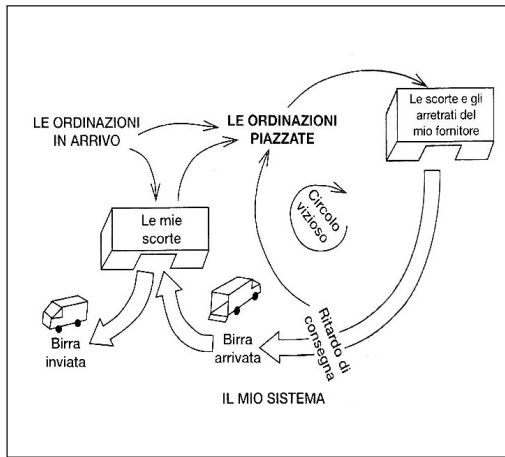 LE ORDINAZIONI
IN ARRIVO
LE ORDINAZIONI
PIAZZATE
Le scorte e gli
arretrati del
mio fornitore
Circolo
vizioso
Le mie
scorte
Birra
inviata
Birra
arrivata
Ritardo di
consegna
IL MIO SISTEMA